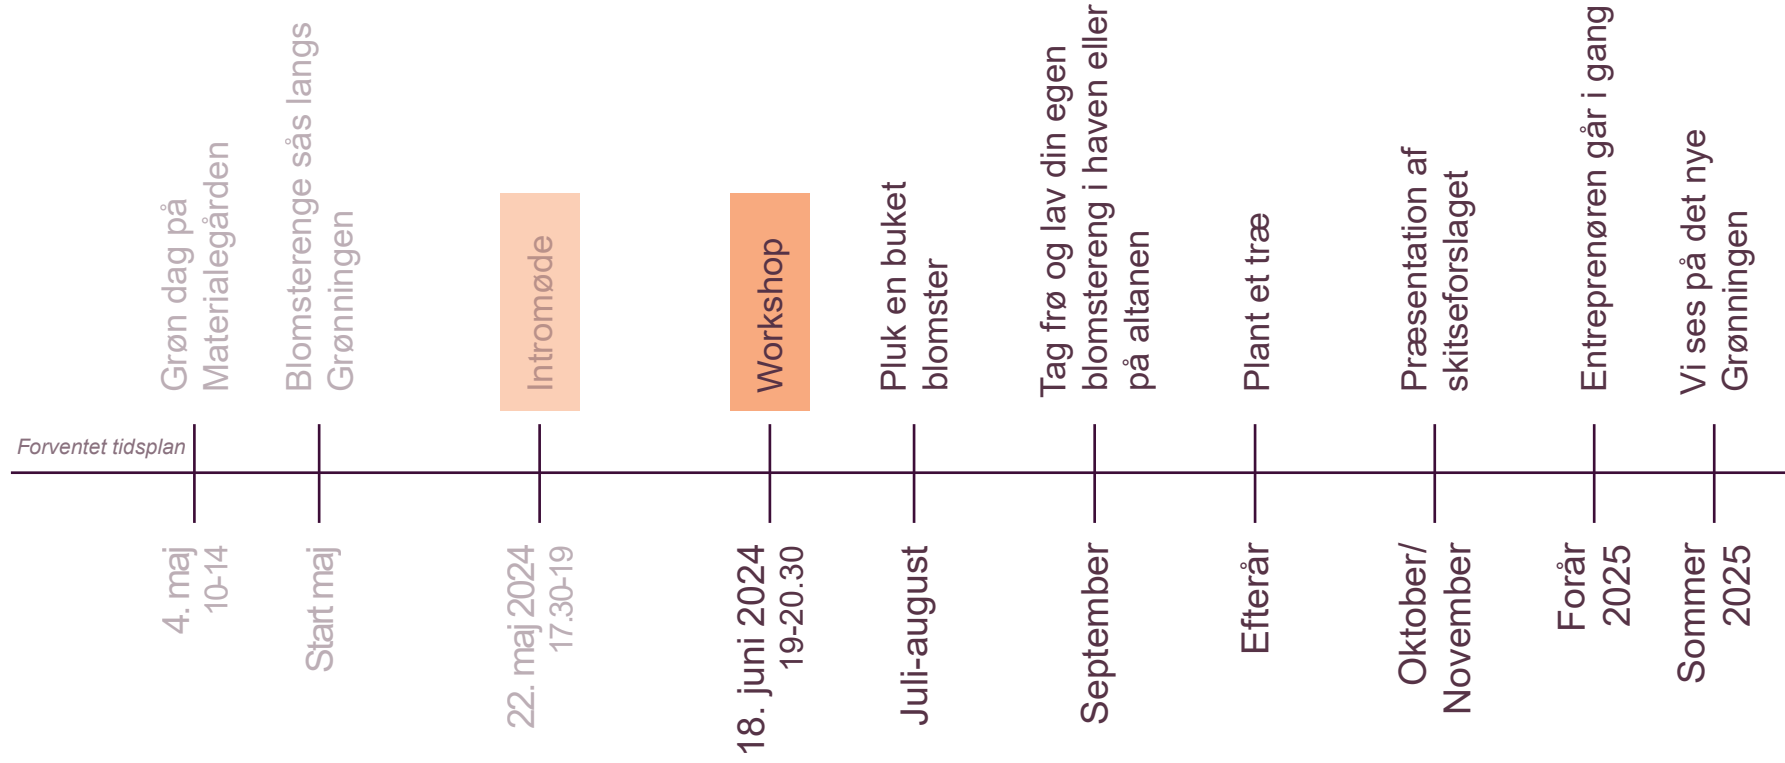 Grøn dag på
Materialegården
Blomsterenge sås langs
Grønningen
Intromøde
Workshop
Pluk en buket
blomster
Tag frø og lav din egen
blomstereng i haven eller
på altanen
Plant et træ
Præsentation af
skitseforslaget
Entreprenøren går i gang
Vi ses på det nye
Grønningen
Forventet tidsplan
4. maj
10-14
Start maj
22. maj 2024
17.30-19
18. juni 2024
19-20.30
Juli-august
September
Efterår
Oktober/
November
Forår
2025
Sommer
2025